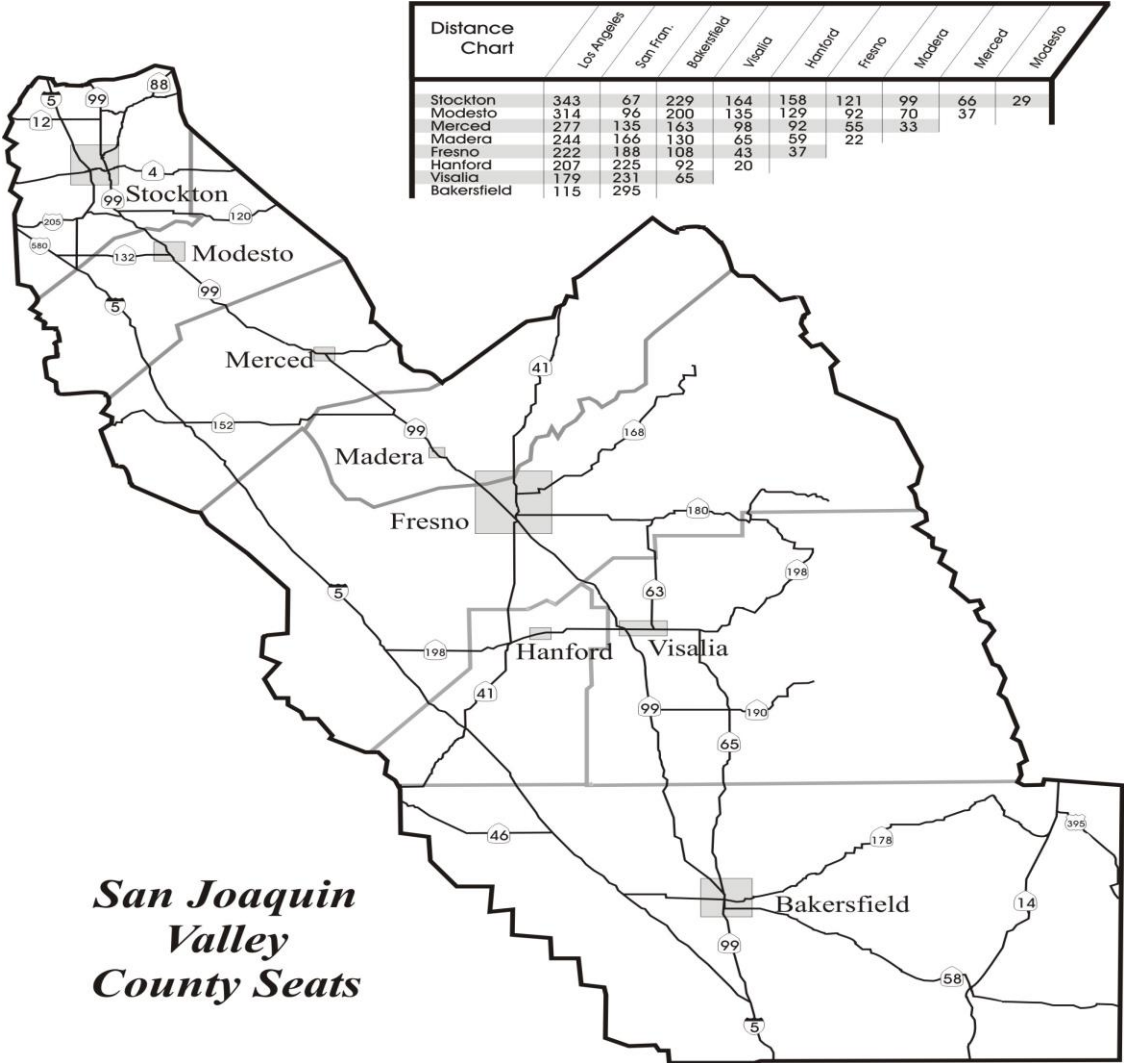 Distance
Chart
Los Angeles
San Fran.
Bakersfield
Visalia
Hanford
Fresno
Madera
Merced
Modesto
Stockton 343 67 229 164 158 121 99 66 29
Modesto 314 96 200 135 129 92 70 37
Merced 277 135 163 98 92 55 33
Madera 244 166 130 65 59 22
Fresno 222 188 108 43 37
Hanford 207 225 92 20
Visalia 179 231 65
Bakersfield 115 295
88
5
99
12
4
Stockton
99
205
120
580
132
Modesto
99
5
Merced
41
152
99
168
Madera
Fresno
180
198
5
63
198
Hanford
Visalia
41
99
190
65
46
178
395
San Joaquin
Valley
County Seats
Bakersfield
14
99
58
5